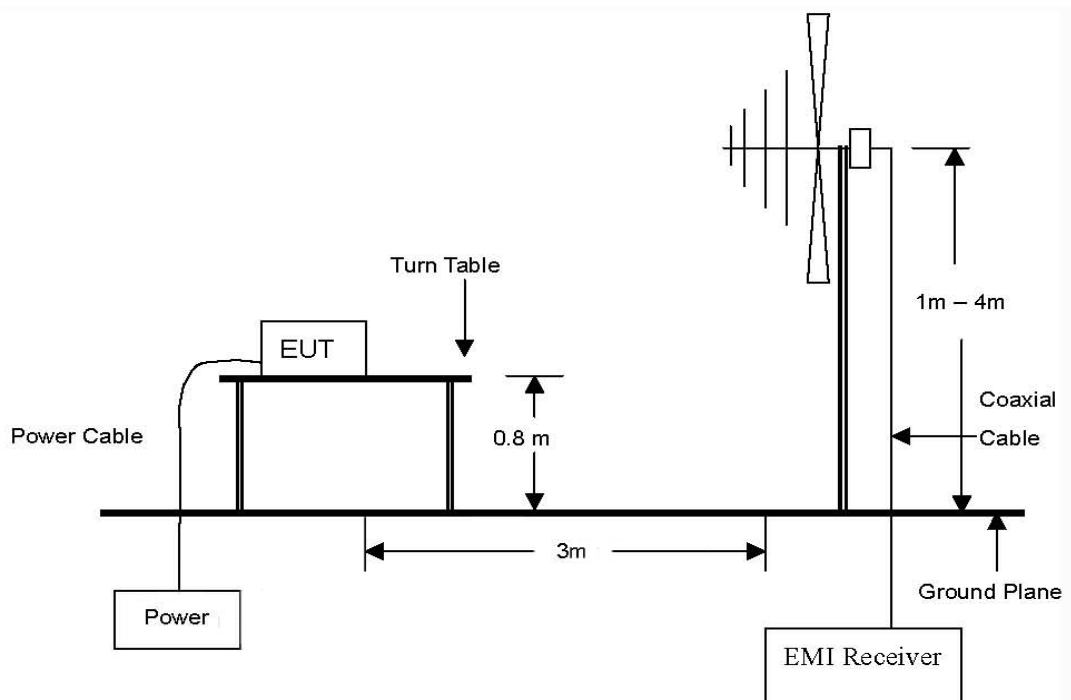 Turn Table
1m – 4m
EUT
Coaxial
Cable
Power Cable
0.8 m
3m
Ground Plane
Power
EMI Receiver